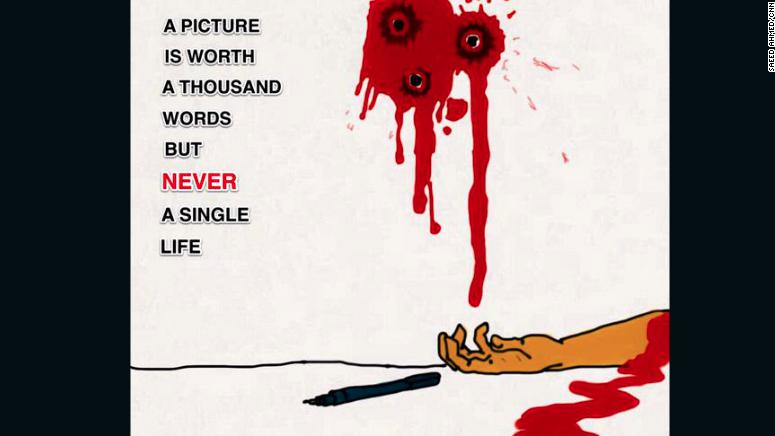 A PICTURE
IS WORTH
A THOUSAND
WORDS
BUT
NEVER
A SINGLE
LIFE
SAEED AHMED/CNN